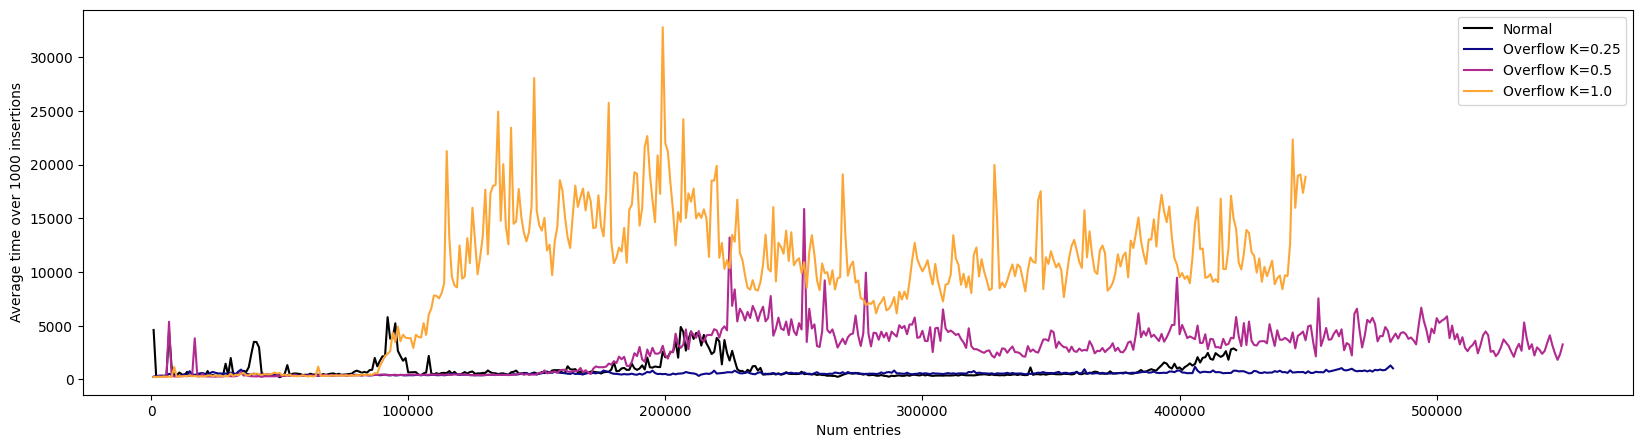 Normal
Overflow K=0.25
Overflow K=0.5
Overflow K=1.0
Average time over 1000 insertions
30000
25000
20000
15000
10000
5000
0
0 100000 200000 300000 400000 500000
Num entries